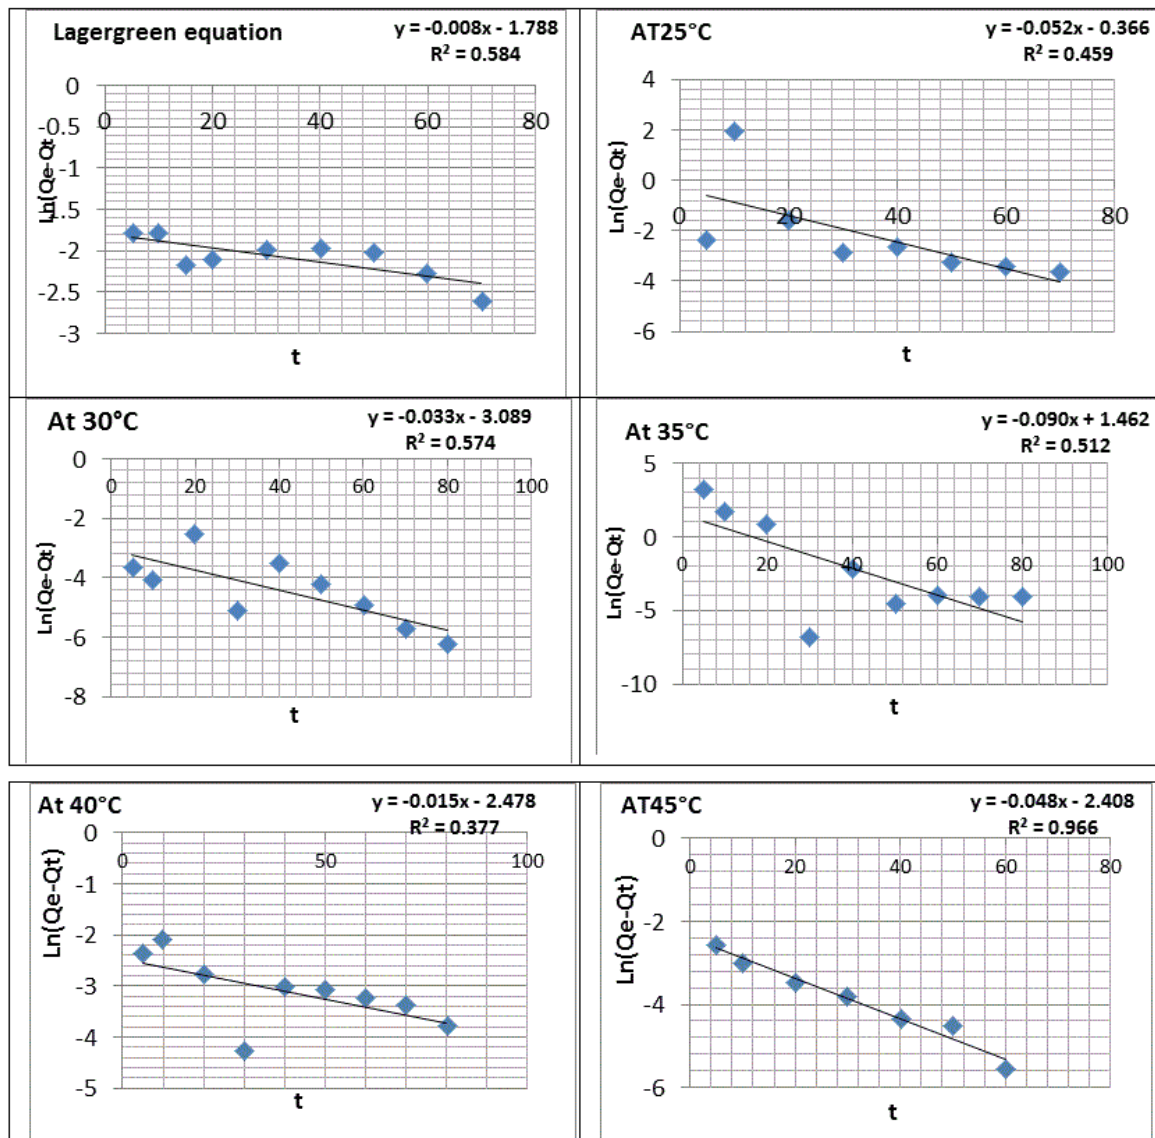 Lagergreen equation
y = -0.008x - 1.788
R² = 0.584
0
0 20 40 60 80
-0.5
-1
-1.5
-2
-2.5
-3
Ln(Qe-Qt)
t
AT25°C
y = -0.052x - 0.366
R² = 0.459
4
2
0
0 20 40 60 80
-2
-4
-6
Ln(Qe-Qt)
t
At 30°C
y = -0.033x - 3.089
R² = 0.574
0
0 20 40 60 80 100
-2
-4
-6
-8
Ln(Qe-Qt)
t
At 35°C
y = -0.090x + 1.462
R² = 0.512
5
0
0 20 40 60 80 100
-5
-10
Ln(Qe-Qt)
t
At 40°C
y = -0.015x - 2.478
R² = 0.377
0
0 50 100
-1
-2
-3
-4
-5
Ln(Qe-Qt)
t
AT45°C
y = -0.048x - 2.408
R² = 0.966
0
0 20 40 60 80
-2
-4
-6
Ln(Qe-Qt)
t